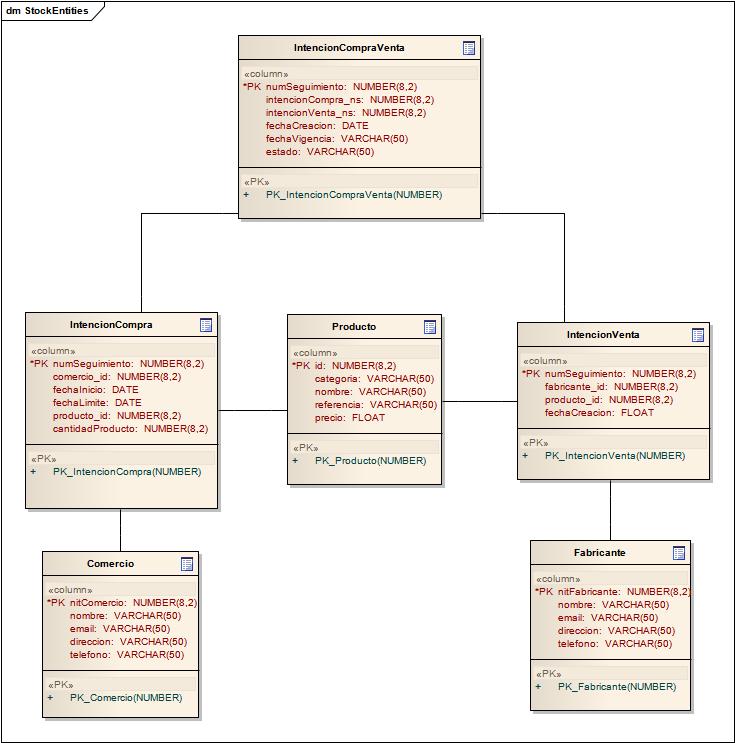 dm StockEntities
IntencionCompraVenta
«column»
*PK numSeguimiento: NUMBER(8,2)
intencionCompra_ns: NUMBER(8,2)
intencionVenta_ns: NUMBER(8,2)
fechaCreacion: DATE
fechaVigencia: VARCHAR(50)
estado: VARCHAR(50)
«PK»
+ PK_IntencionCompraVenta(NUMBER)
IntencionCompra
«column»
*PK numSeguimiento: NUMBER(8,2)
comercio_id: NUMBER(8,2)
fechaInicio: DATE
fechaLimite: DATE
producto_id: NUMBER(8,2)
cantidadProducto: NUMBER(8,2)
«PK»
+ PK_IntencionCompra(NUMBER)
Producto
«column»
*PK id: NUMBER(8,2)
categoria: VARCHAR(50)
nombre: VARCHAR(50)
referencia: VARCHAR(50)
precio: FLOAT
«PK»
+ PK_Producto(NUMBER)
IntencionVenta
«column»
*PK numSeguimiento: NUMBER(8,2)
fabricante_id: NUMBER(8,2)
producto_id: NUMBER(8,2)
fechaCreacion: FLOAT
«PK»
+ PK_IntencionVenta(NUMBER)
Comercio
«column»
*PK nitComercio: NUMBER(8,2)
nombre: VARCHAR(50)
email: VARCHAR(50)
direccion: VARCHAR(50)
telefono: VARCHAR(50)
«PK»
+ PK_Comercio(NUMBER)
Fabricante
«column»
*PK nitFabricante: NUMBER(8,2)
nombre: VARCHAR(50)
email: VARCHAR(50)
direccion: VARCHAR(50)
telefono: VARCHAR(50)
«PK»
+ PK_Fabricante(NUMBER)